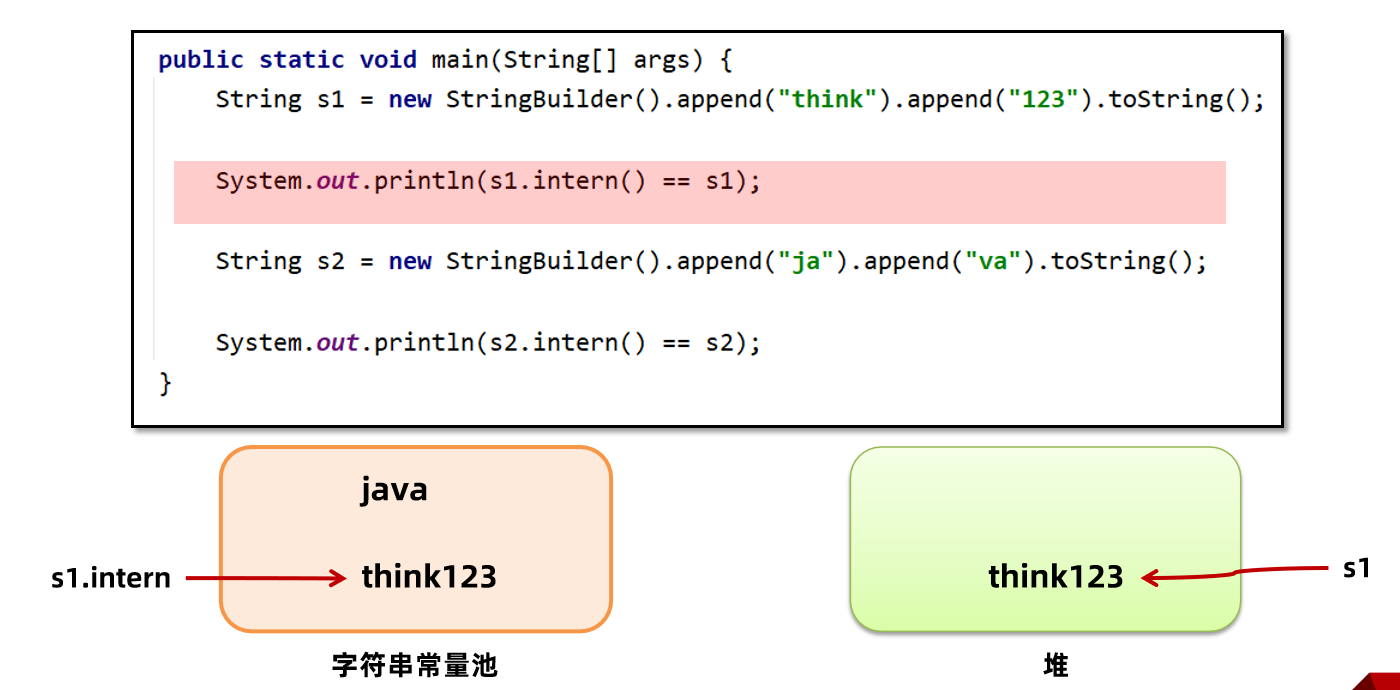 public static void main(String[] args) {
String s1 = new StringBuilder().append("think").append("123").toString();
System.out.println(s1.intern() == s1);
String s2 = new StringBuilder().append("ja").append("va").toString();
System.out.println(s2.intern() == s2);
}
java
s1.intern
think123
think123
s1
字符串常量池
堆